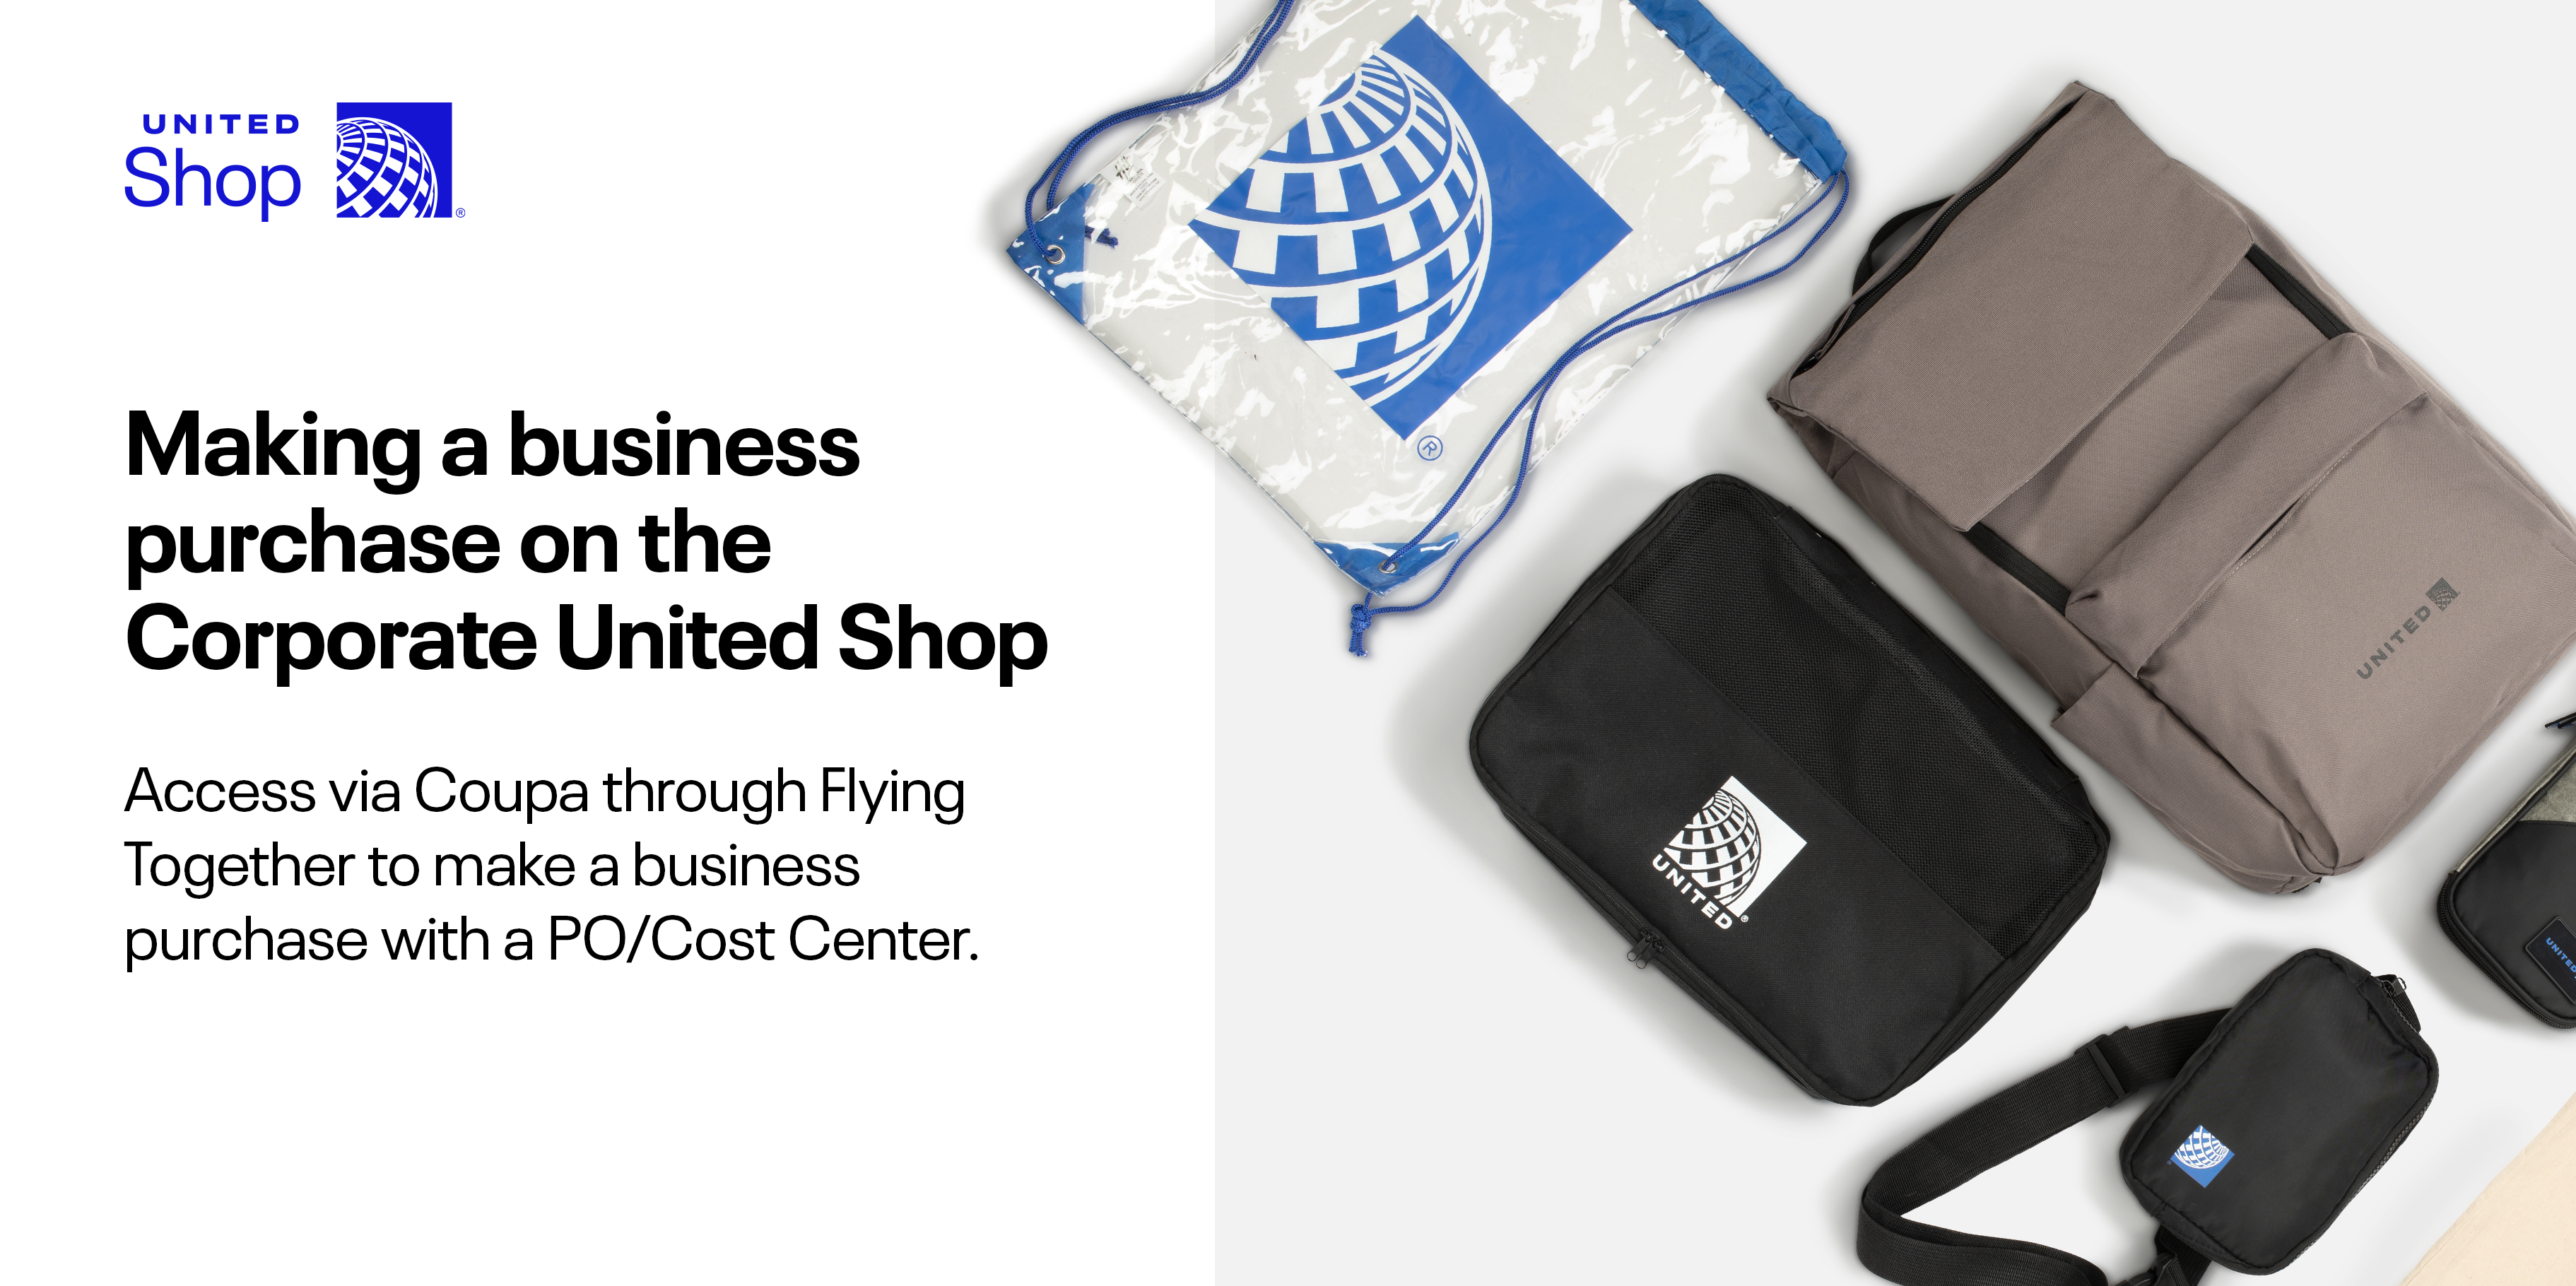 UNITED
Shop
®
Making a business
purchase on the
Corporate United Shop
Access via Coupa through Flying
Together to make a business
purchase with a PO/Cost Center.
®
UNITED
UNITED
®
UNITED